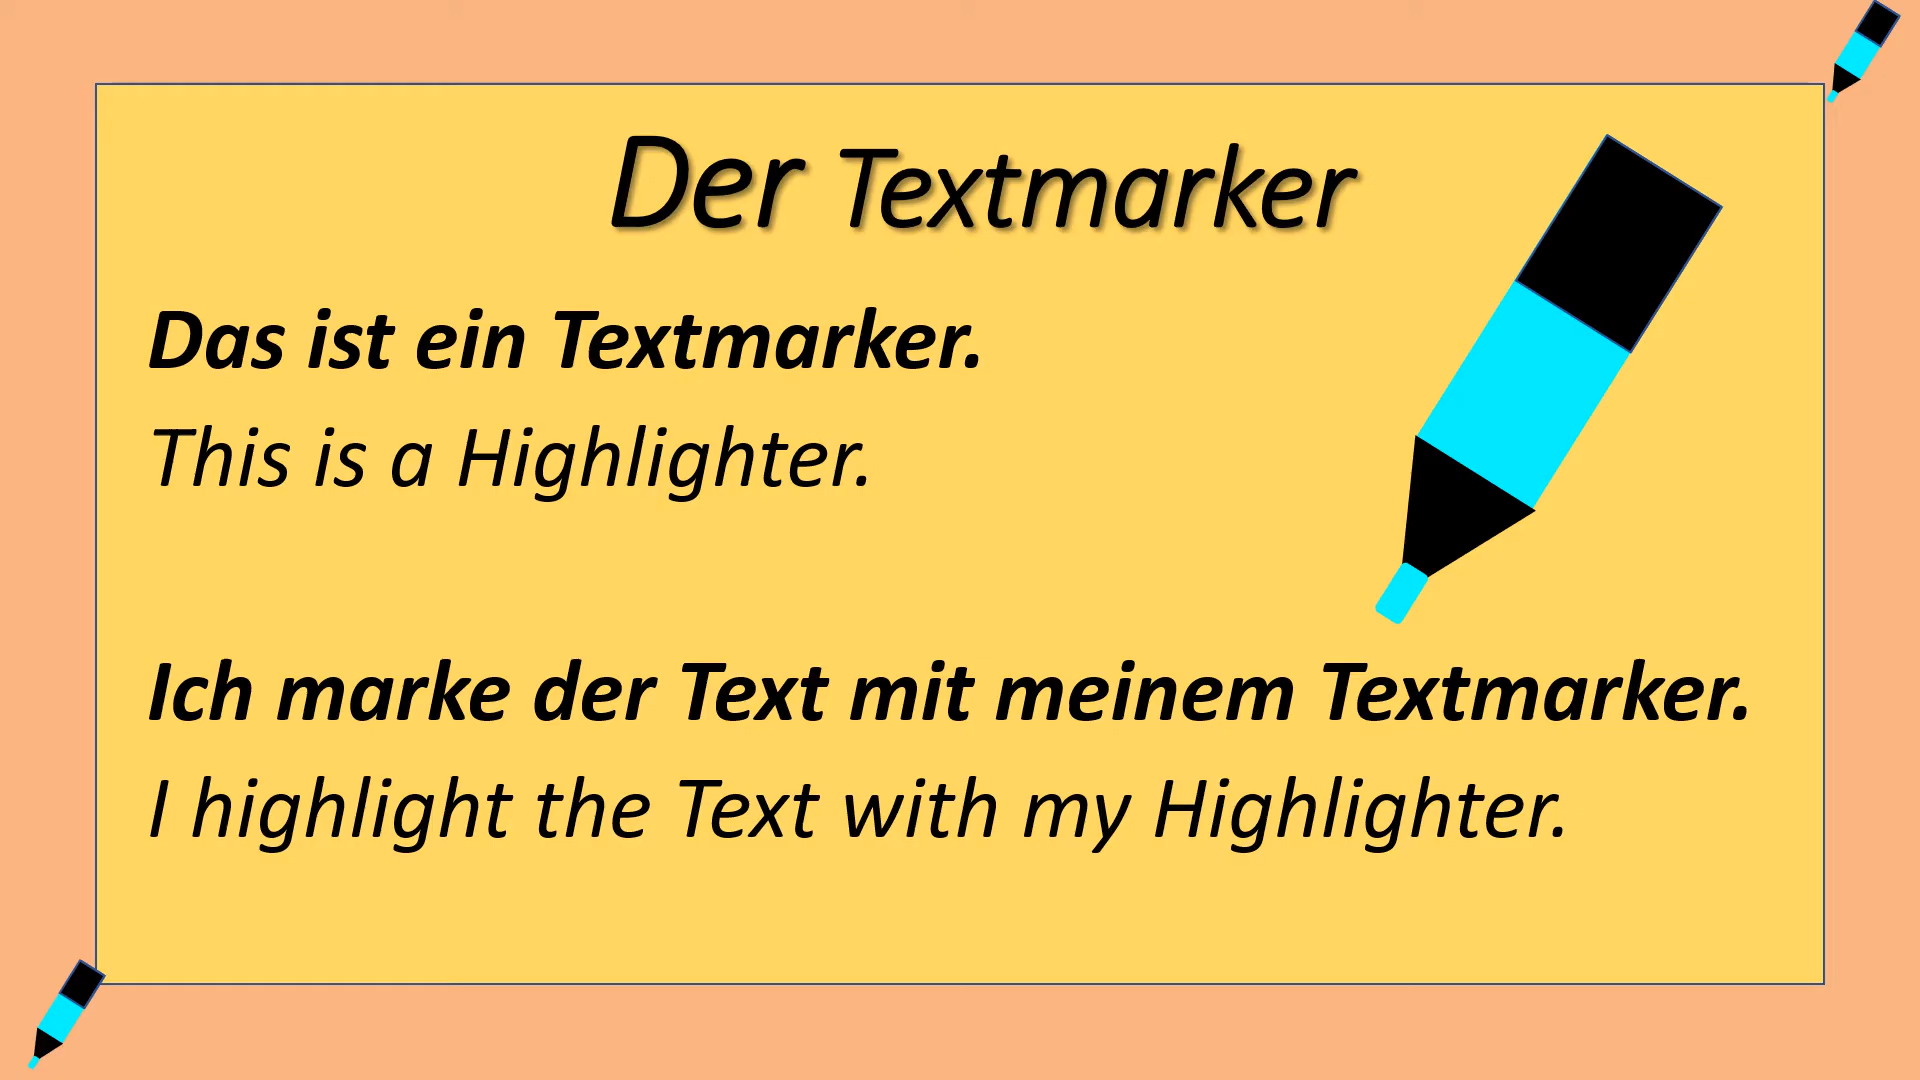 Der Textmarker
Das ist ein Textmarker.
This is a Highlighter.
Ich marke der Text mit meinem Textmarker.
I highlight the Text with my Highlighter.